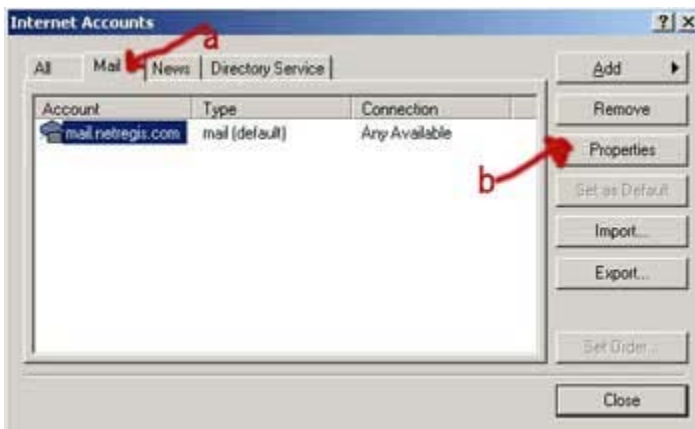 Internet Accounts
a
All Mail News Directory Service
Add
Account Type Connection
Remove
mail.netregis.com mail (default) Any Available
Properties
b
Set as Default
Import...
Export...
Set Order...
Close